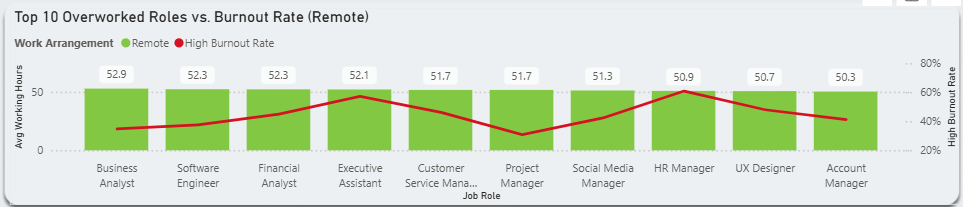 Top 10 Overworked Roles vs. Burnout Rate (Remote)
Work Arrangement Remote High Burnout Rate
Avg Working Hours
50
0
52.9 52.3 52.3 52.1 51.7 51.7 51.3 50.9 50.7 50.3
80%
60%
40%
20%
High Burnout Rate
Business Software Financial Executive Customer Project Social Media HR Manager UX Designer Account
Analyst Engineer Analyst Assistant Service Mana... Manager Manager Manager
Job Role